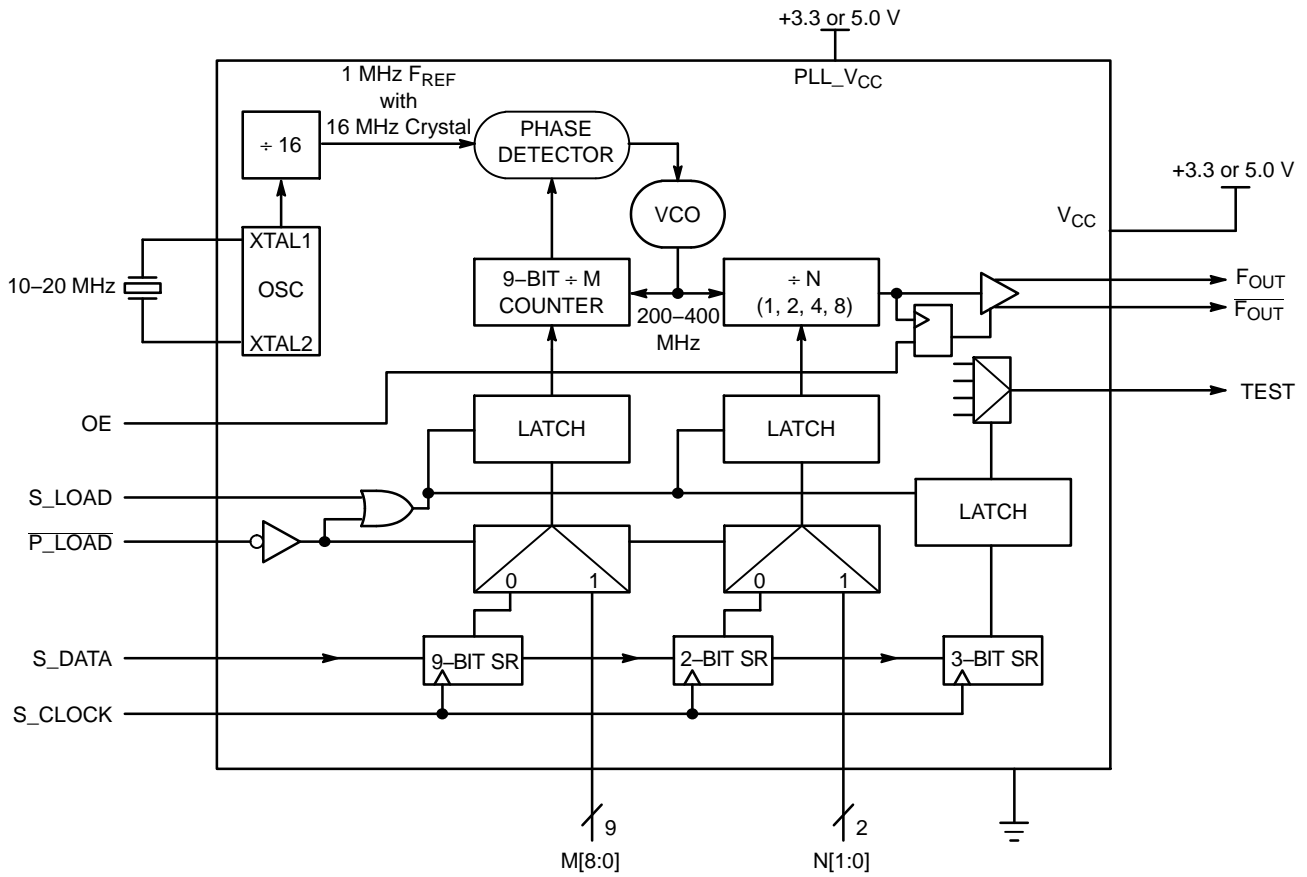 +3.3 or 5.0 V
PLL_VCC
1 MHz FREF
with
16 MHz Crystal
÷ 16
PHASE
DETECTOR
+3.3 or 5.0 V
VCC
VCO
XTAL1
OSC
XTAL2
10–20 MHz
9–BIT ÷ M
COUNTER
200–400
MHz
÷ N
(1, 2, 4, 8)
FOUT
FOUT
TEST
OE
LATCH
LATCH
S_LOAD
LATCH
P_LOAD
0 1
0 1
S_DATA
9–BIT SR
2–BIT SR
3–BIT SR
S_CLOCK
9
2
M[8:0]
N[1:0]